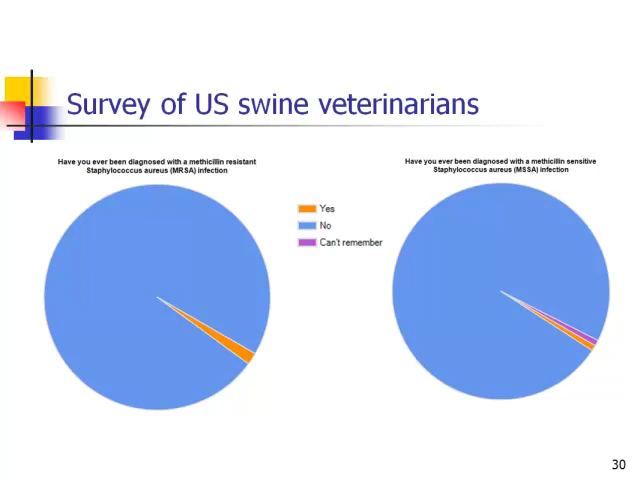 Survey of US swine veterinarians
Have you ever been diagnosed with a methicillin resistant
Staphylococcus aureus (MRSA) infection
Yes
No
Can't remember
Have you ever been diagnosed with a methicillin sensitive
Staphylococcus aureus (MSSA) infection
30